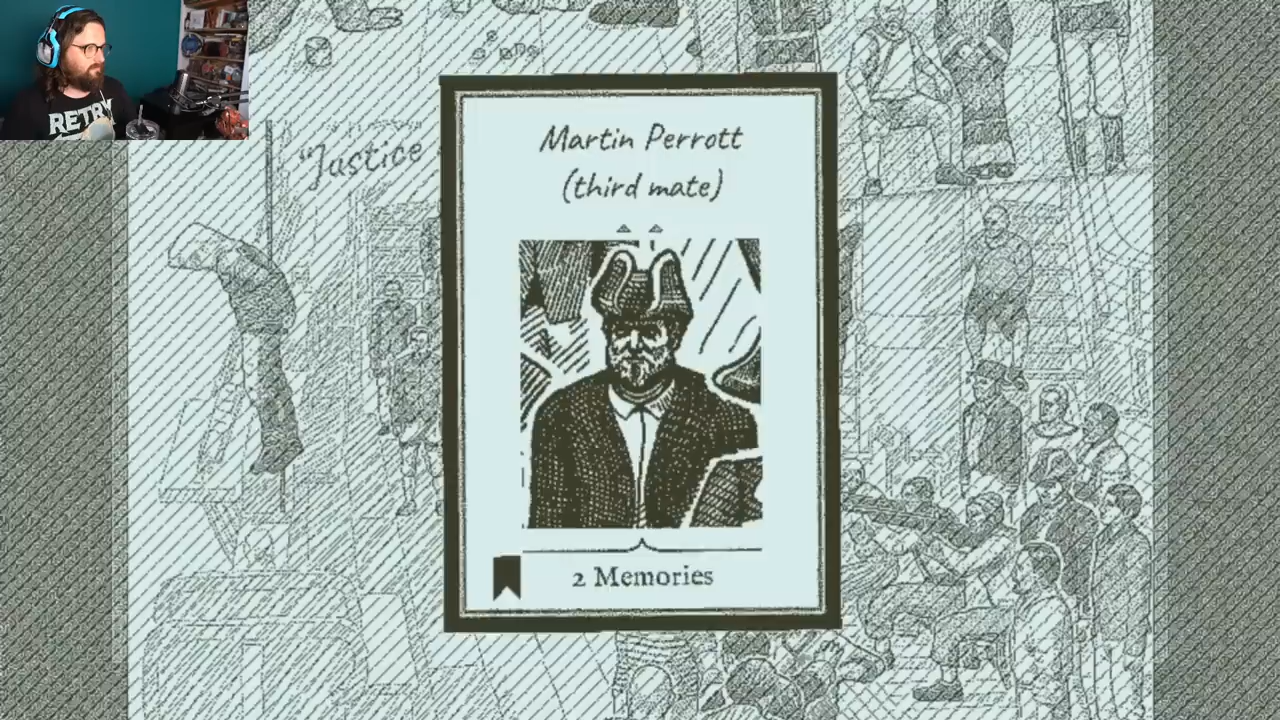 RETRY
"Justice
Martin Perrott
(third mate)
2 Memories